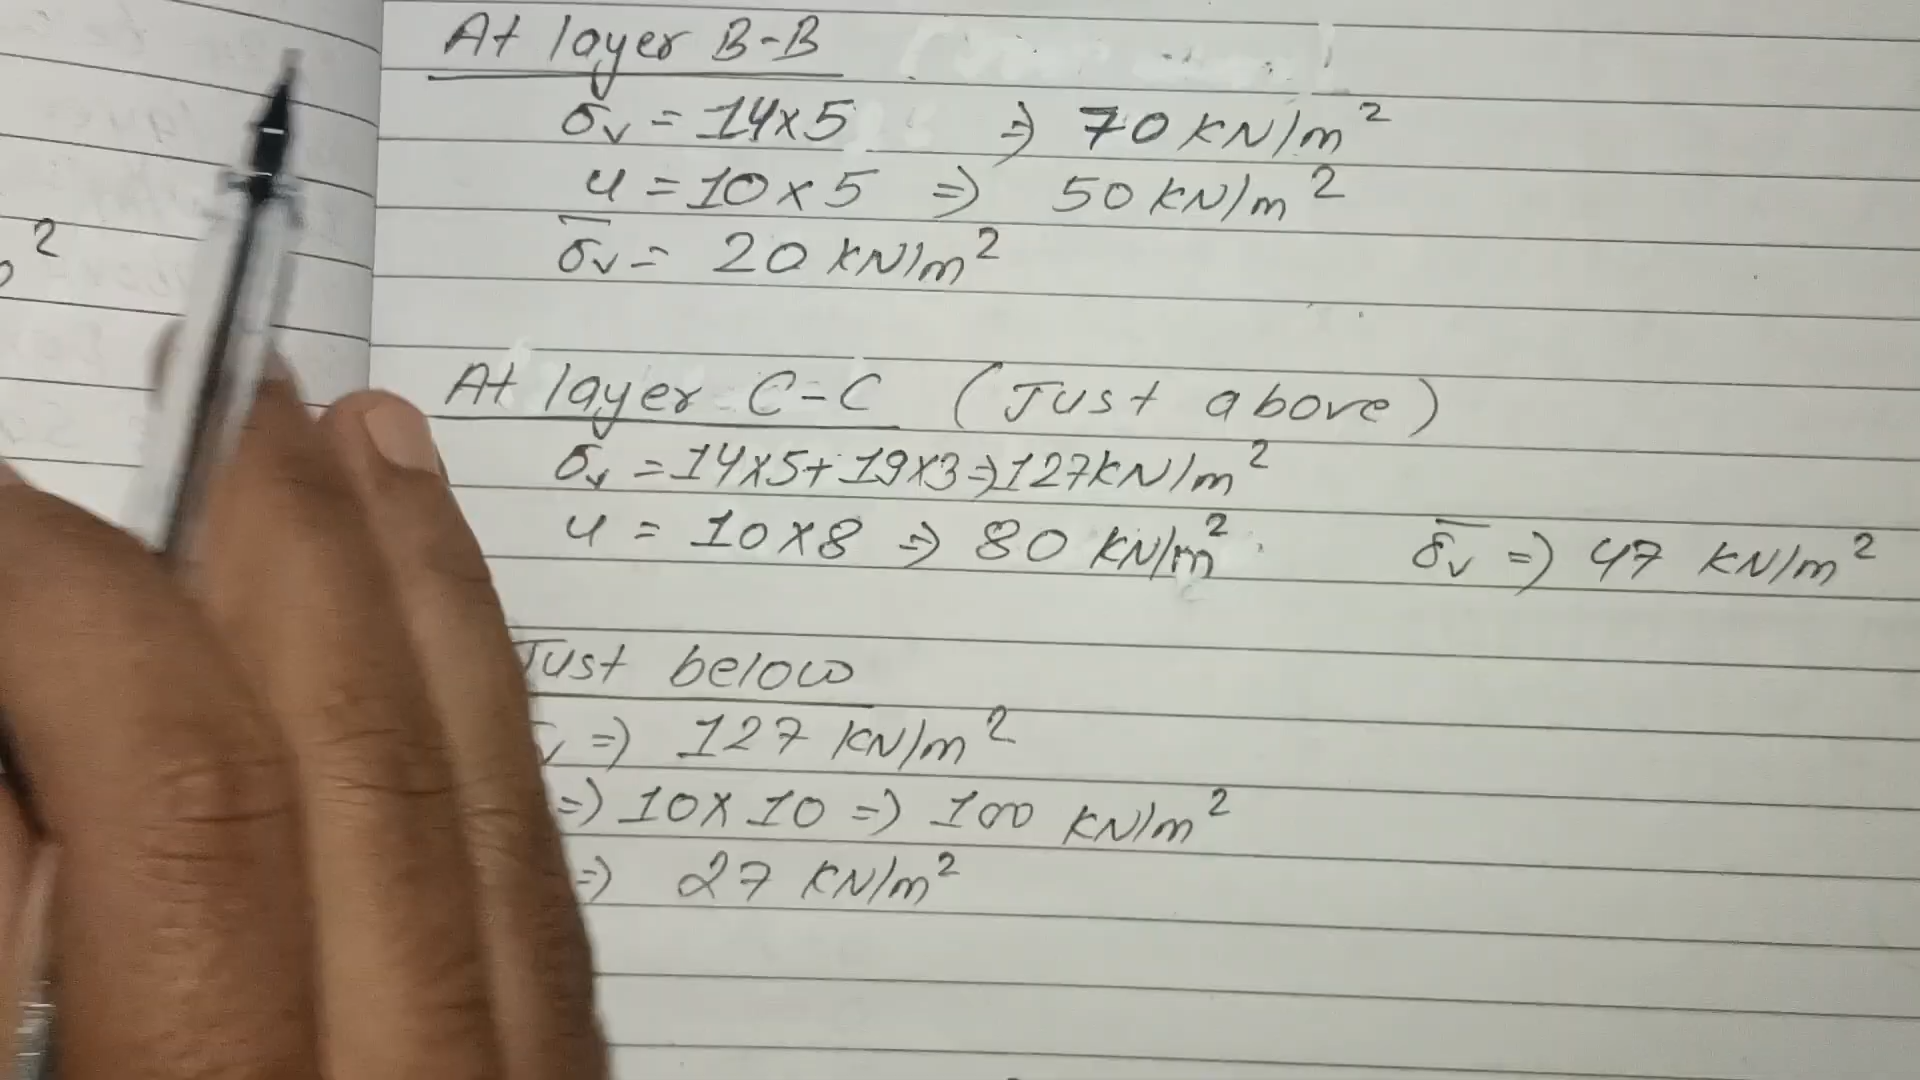 At layer B-B
σv = 14x5 ⇒ 70 KN/m²
u = 10x5 ⇒ 50 KN/m²
σ̄v = 20 KN/m²
2
At layer C-C (Just above)
σv = 14x5+19x3⇒127KN/m²
u = 10x8 ⇒ 80 KN/m² σ̄v ⇒ 47 KN/m²
Just below
⇒ 127 KN/m²
⇒ 10x10 ⇒ 100 KN/m²
⇒ 27 KN/m²